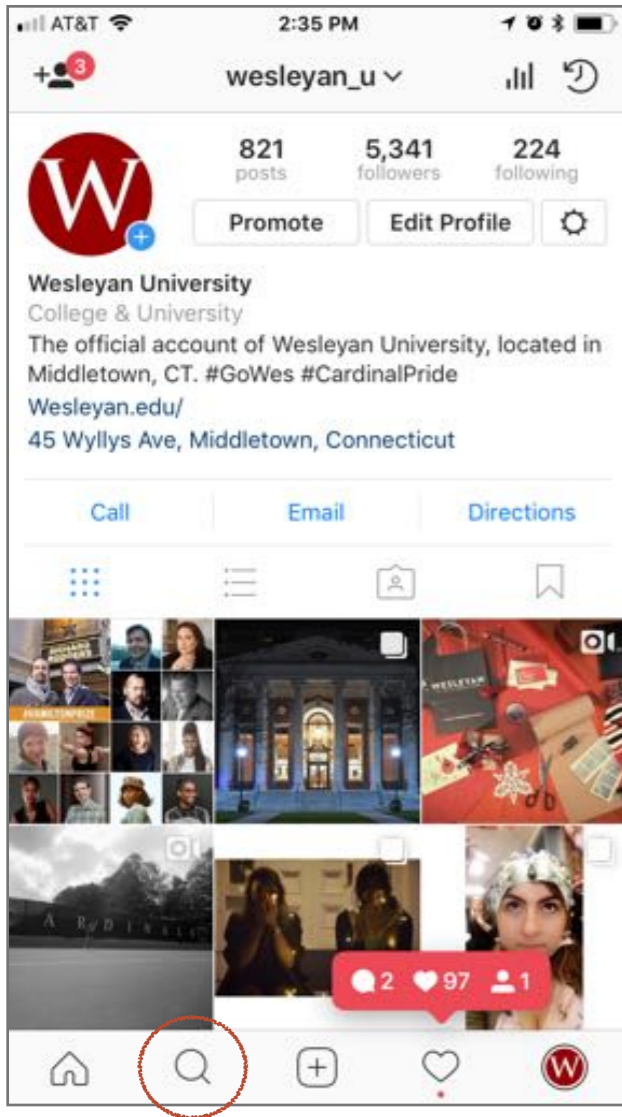 AT&T 2:35 PM
3
wesleyan_u
W
821 5,341 224
posts followers following
Promote Edit Profile
Wesleyan University
College & University
The official account of Wesleyan University, located in
Middletown, CT. #GoWes #CardinalPride
Wesleyan.edu/
45 Wyllys Ave, Middletown, Connecticut
Call Email Directions
#HAMILTONPRIZE
WESLEYAN
ARDINALS
2 97 1
W